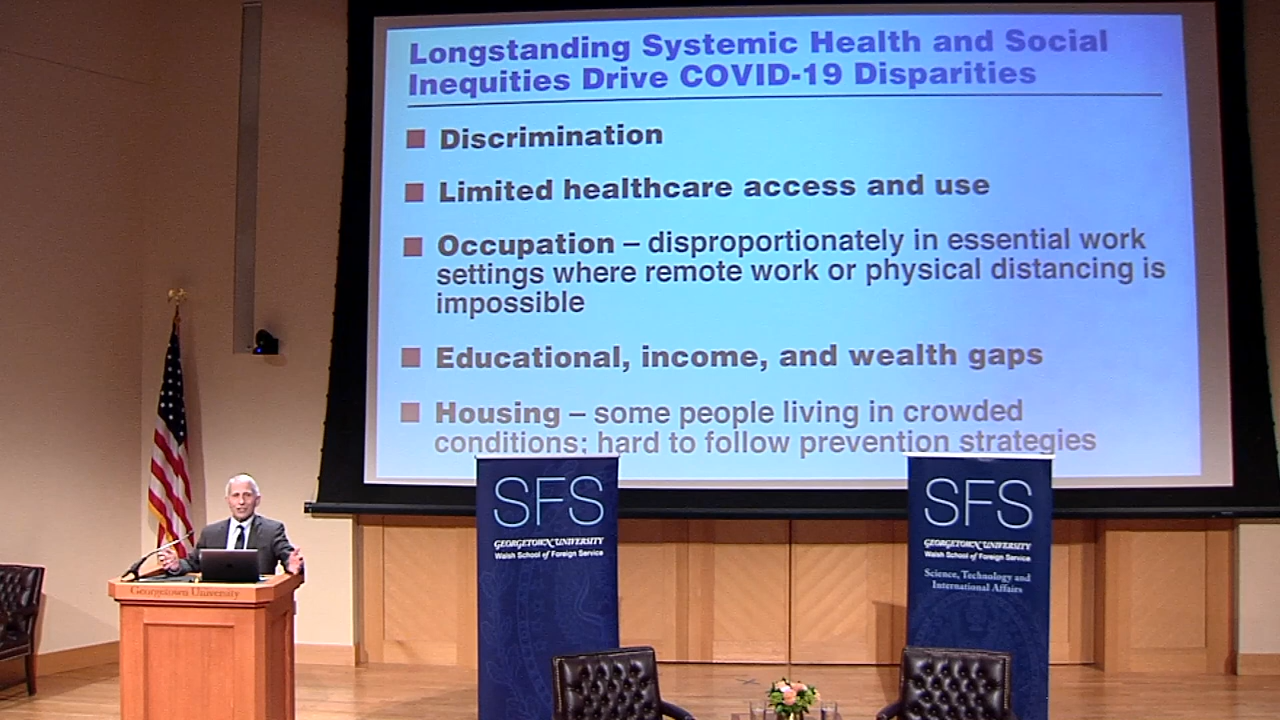 Longstanding Systemic Health and Social
Inequities Drive COVID-19 Disparities
Discrimination
Limited healthcare access and use
Occupation – disproportionately in essential work
settings where remote work or physical distancing is
impossible
Educational, income, and wealth gaps
Housing – some people living in crowded
conditions; hard to follow prevention strategies
SFS
GEORGETOWN UNIVERSITY
Walsh School of Foreign Service
SFS
GEORGETOWN UNIVERSITY
Walsh School of Foreign Service
Science, Technology and
International Affairs
Georgetown University